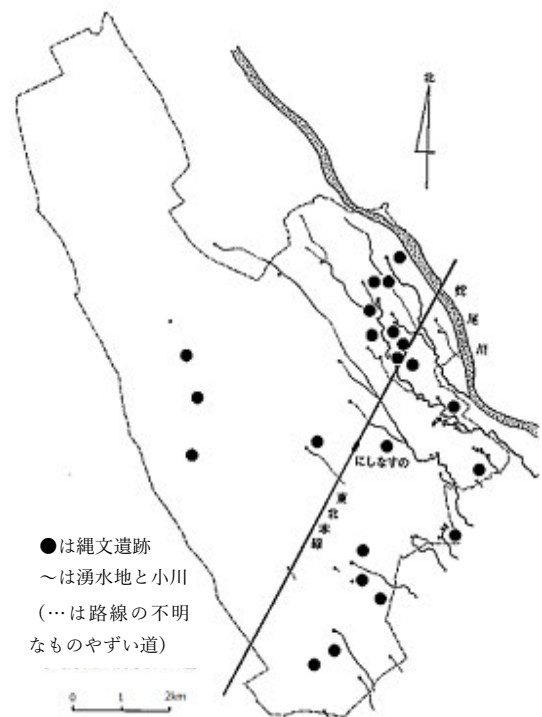 北
蛇尾川
にしなすの
東北本線
●は縄文遺跡
~は湧水地と小川
(…は路線の不明
なものやずい道)
0 1 2km